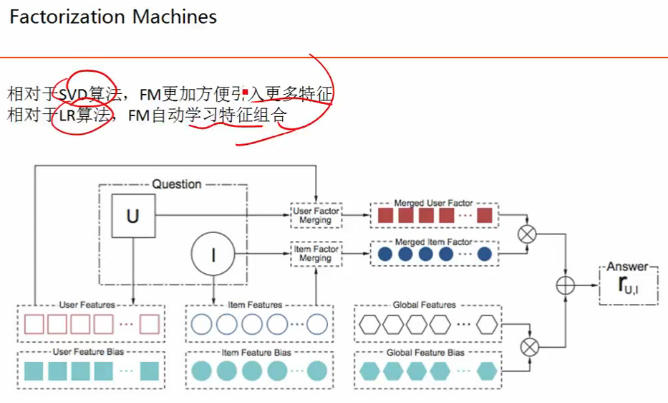 Factorization Machines
相对于SVD算法，FM更加方便引入更多特征
相对于LR算法，FM自动学习特征组合
Question
U
I
User Factor
Merging
Item Factor
Merging
Merged User Factor
Merged Item Factor
Answer
rU,I
User Features
Item Features
Global Features
User Feature Bias
Item Feature Bias
Global Feature Bias